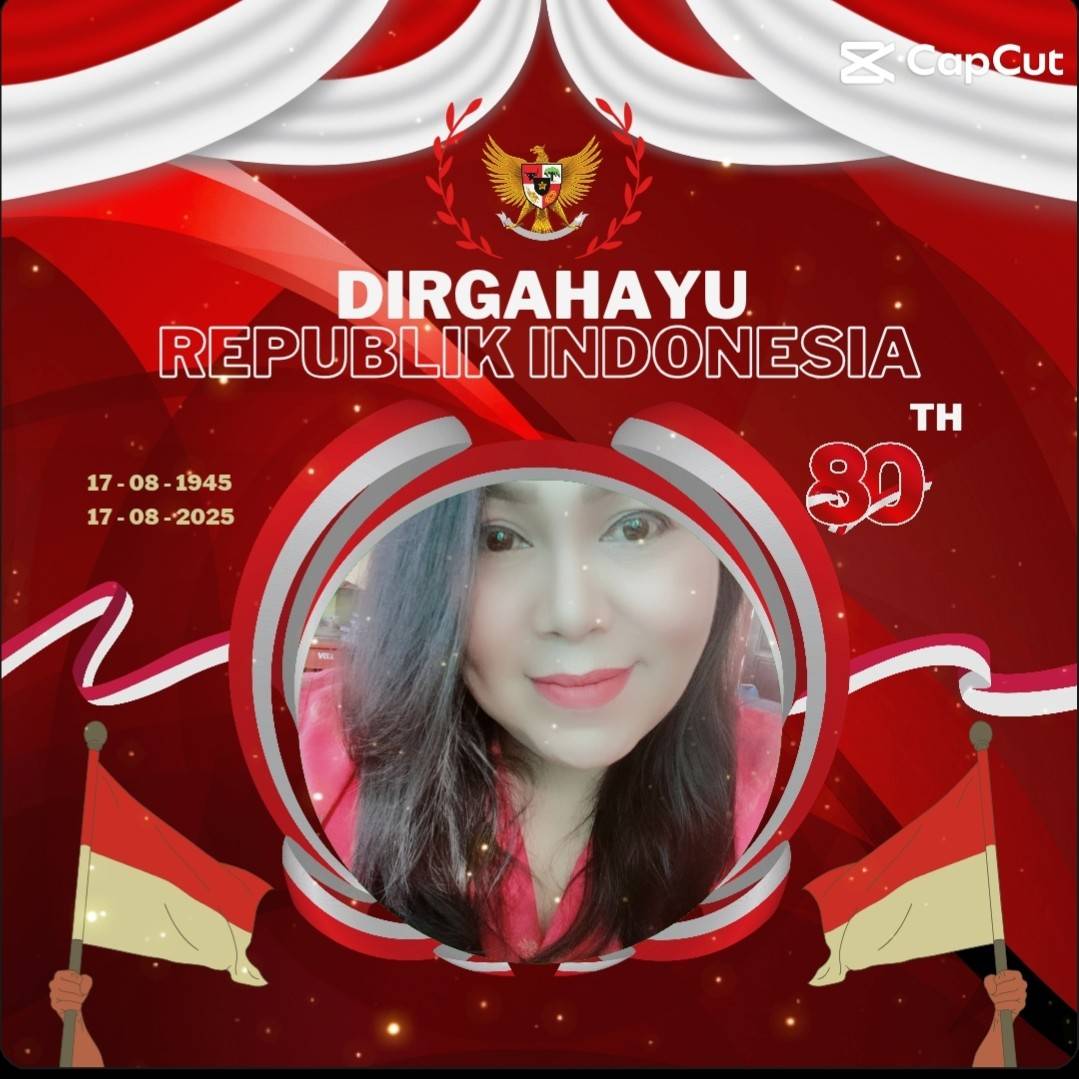 CapCut
DIRGAHAYU
REPUBLIK INDONESIA
TH
80
17 - 08 - 1945
17 - 08 - 2025